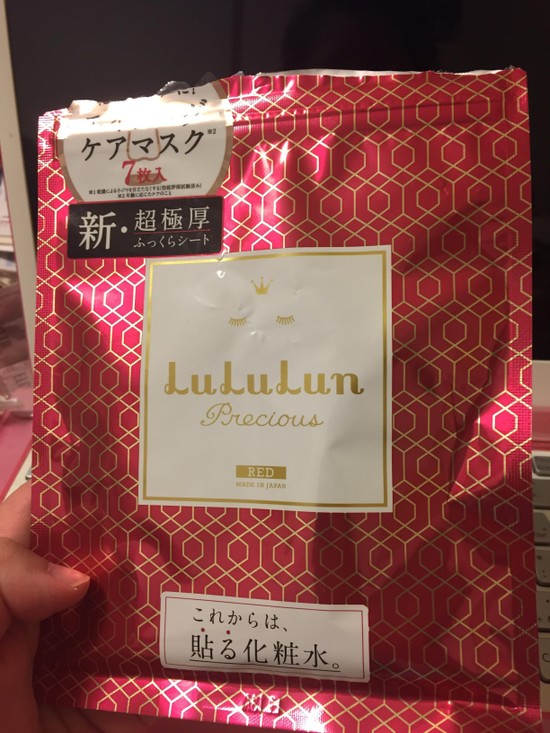 ケアマスク※2
7枚入
新・超極厚
ふっくらシート
LuLuLun
Precious
RED
MADE IN JAPAN
これからは、
貼る化粧水。